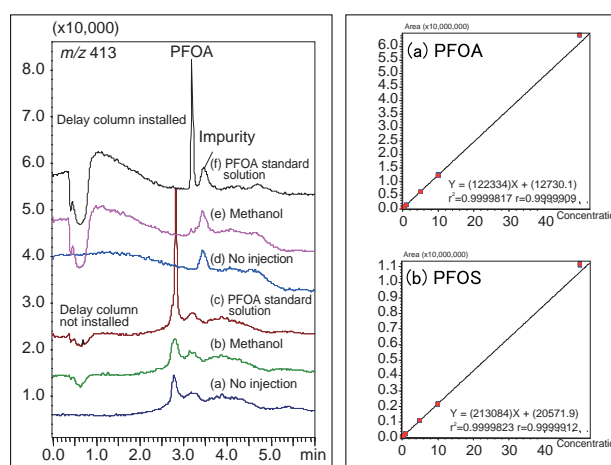 (x10,000)
m/z 413
PFOA
8.0
7.0
6.0
5.0
4.0
3.0
2.0
1.0
Delay column installed
Impurity
(f) PFOA standard
solution
(e) Methanol
(d) No injection
(c) PFOA standard
solution
Delay column
not installed
(b) Methanol
(a) No injection
0.0 1.0 2.0 3.0 4.0 5.0 min
Area (x10,000,000)
(a) PFOA
6.5
6.0
5.5
5.0
4.5
4.0
3.5
3.0
2.5
2.0
1.5
1.0
0.5
0.0
Y = (122334)X + (12730.1)
r²=0.9999817 r=0.9999909
0 10 20 30 40 Concentratio
Area (x10,000,000)
(b) PFOS
1.1
1.0
0.9
0.8
0.7
0.6
0.5
0.4
0.3
0.2
0.1
0.0
Y = (213084)X + (20571.9)
r²=0.9999823 r=0.9999912
0 10 20 30 40 Concentratio